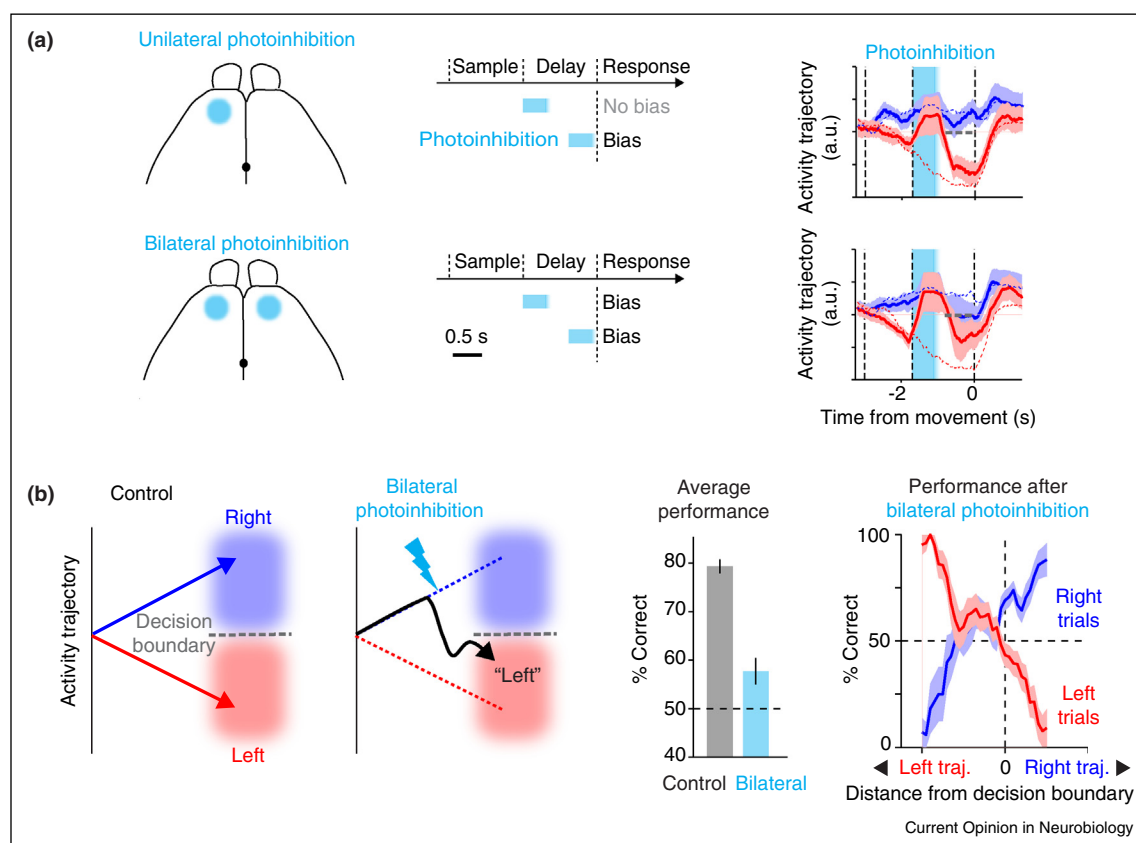 (a)
Unilateral photoinhibition
Sample Delay Response
No bias
Photoinhibition Bias
Photoinhibition
Activity trajectory
(a.u.)
Bilateral photoinhibition
Sample Delay Response
Bias
Bias
0.5 s
Activity trajectory
(a.u.)
-2 0
Time from movement (s)
(b)
Control
Right
Decision
boundary
Left
Activity trajectory
Bilateral
photoinhibition
“Left”
Average
performance
% Correct
80
70
60
50
40
Control Bilateral
Performance after
bilateral photoinhibition
% Correct
100
50
0
Right
trials
Left
trials
◀ Left traj. 0 Right traj. ▶
Distance from decision boundary
Current Opinion in Neurobiology